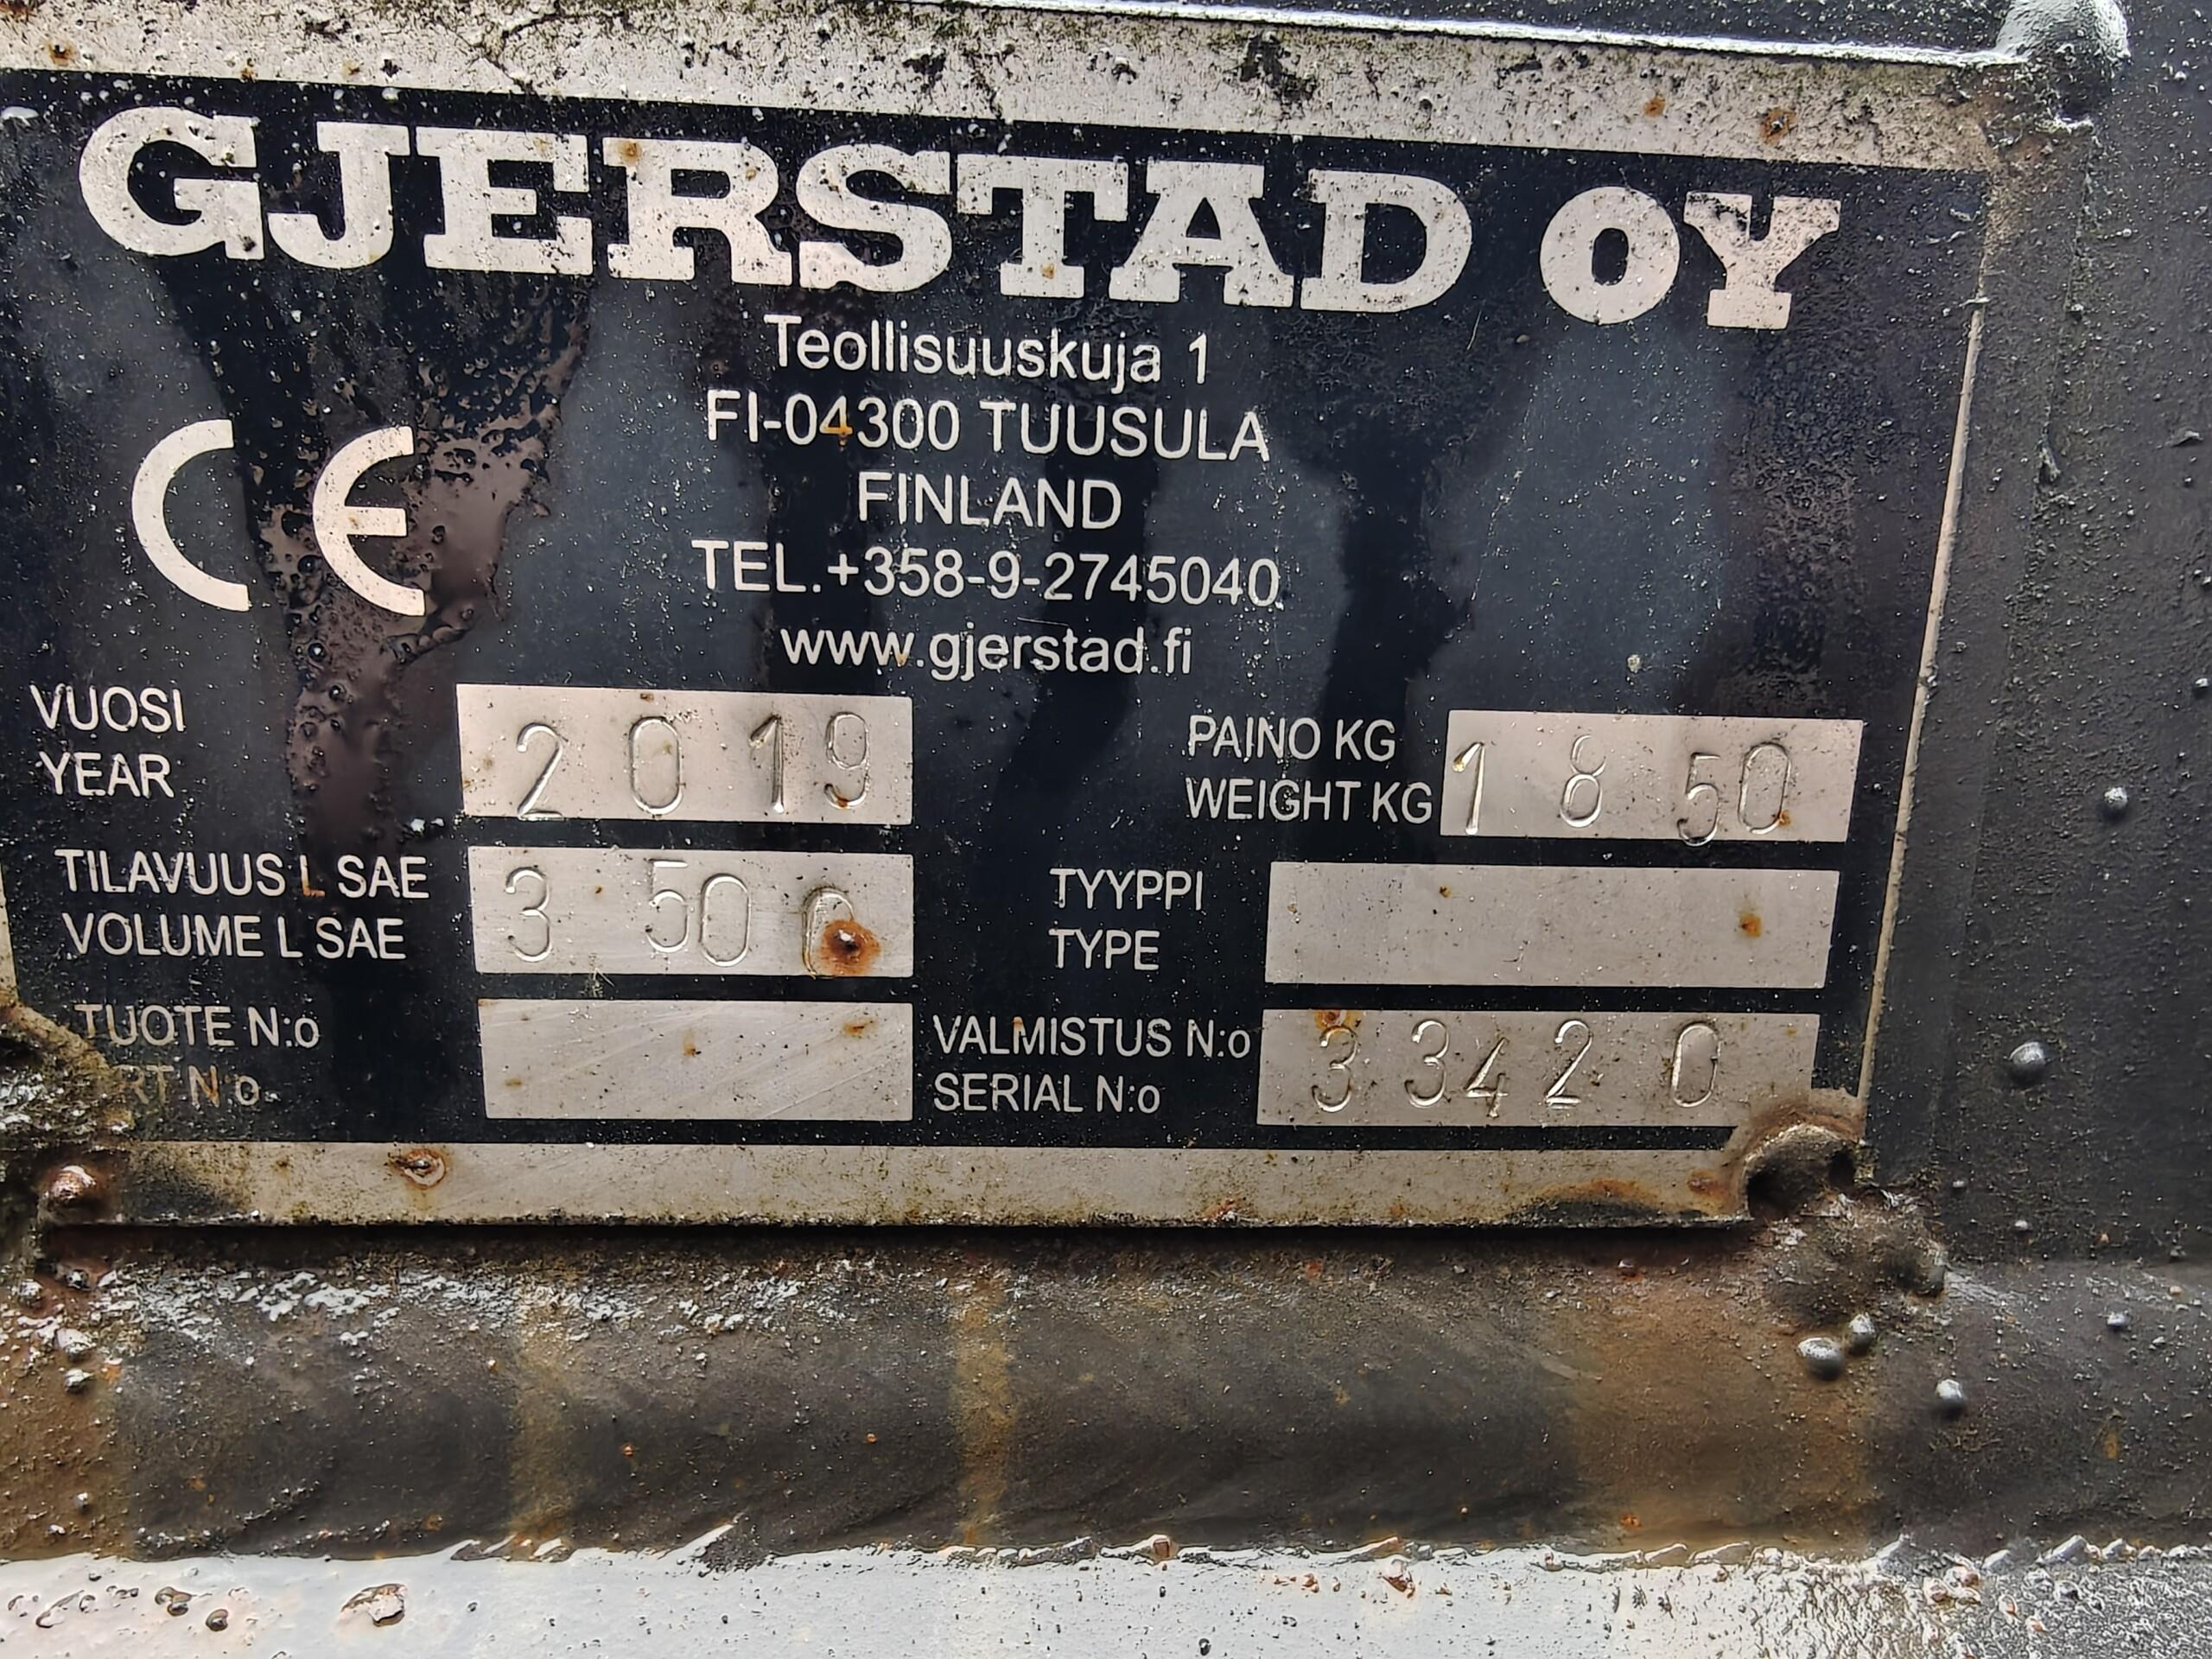 GJERSTAD OY
Teollisuuskuja 1
FI-04300 TUUSULA
FINLAND
TEL.+358-9-2745040
www.gjerstad.fi
CE
VUOSI
YEAR
2019
PAINO KG
WEIGHT KG
1850
TILAVUUS L SAE
VOLUME L SAE
3500
TYYPPI
TYPE
TUOTE N:o
N:o
VALMISTUS N:o
SERIAL N:o
33420